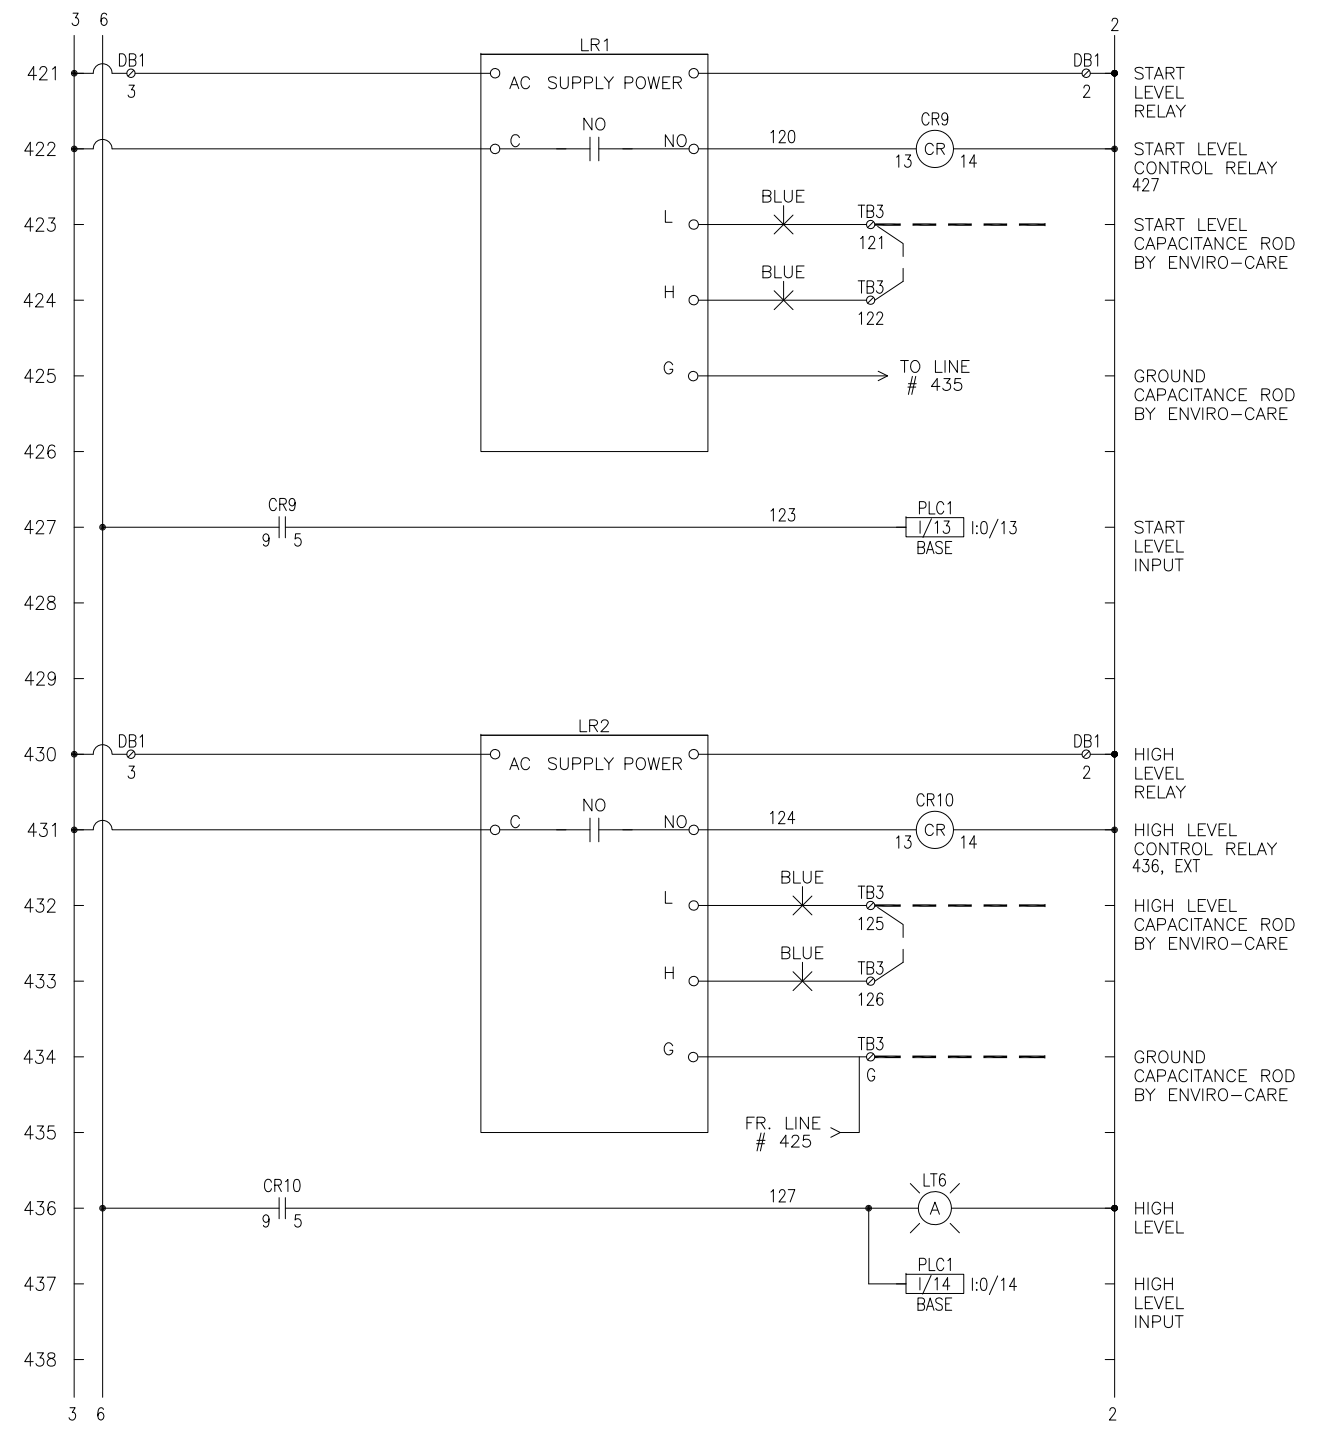 3 6
2
LR1
421
DB1
3
AC SUPPLY POWER
DB1
2
START
LEVEL
RELAY
422
C
NO
NO
120
CR9
13 CR 14
START LEVEL
CONTROL RELAY
427
423
L
BLUE
TB3
121
START LEVEL
CAPACITANCE ROD
BY ENVIRO-CARE
424
H
BLUE
TB3
122
425
G
TO LINE
# 435
GROUND
CAPACITANCE ROD
BY ENVIRO-CARE
426
427
CR9
9 5
123
PLC1
I/13 I:0/13
BASE
START
LEVEL
INPUT
428
429
LR2
430
DB1
3
AC SUPPLY POWER
DB1
2
HIGH
LEVEL
RELAY
431
C
NO
NO
124
CR10
13 CR 14
HIGH LEVEL
CONTROL RELAY
436, EXT
432
L
BLUE
TB3
125
HIGH LEVEL
CAPACITANCE ROD
BY ENVIRO-CARE
433
H
BLUE
TB3
126
434
G
TB3
G
GROUND
CAPACITANCE ROD
BY ENVIRO-CARE
435
FR. LINE
# 425
436
CR10
9 5
127
LT6
A
HIGH
LEVEL
437
PLC1
I/14 I:0/14
BASE
HIGH
LEVEL
INPUT
438
3 6
2